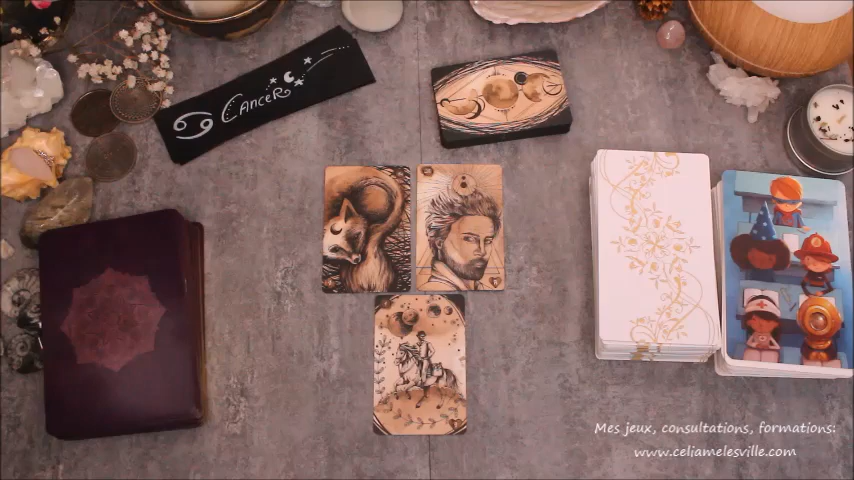 ♋ Cancer
Mes jeux, consultations, formations:
www.celiamelesville.com